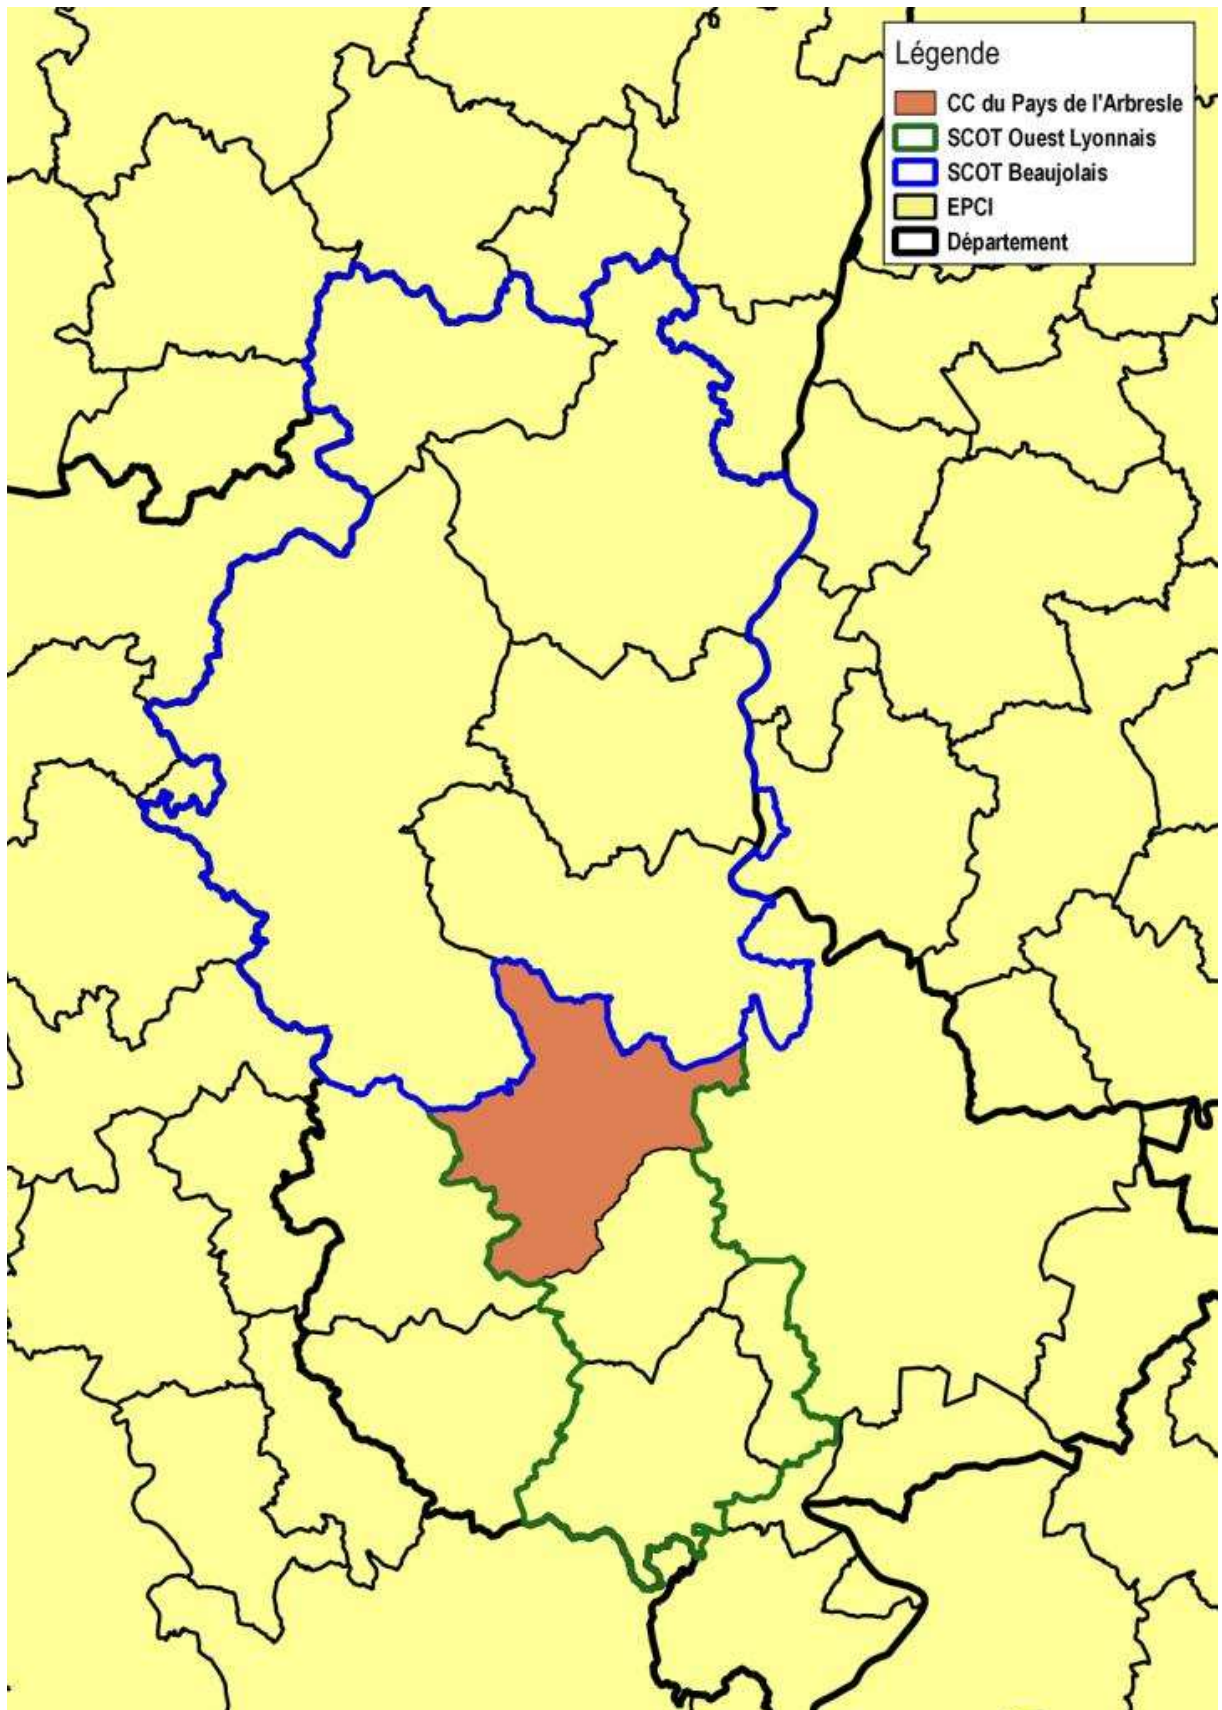 Légende
CC du Pays de l'Arbresle
SCOT Ouest Lyonnais
SCOT Beaujolais
EPCI
Département